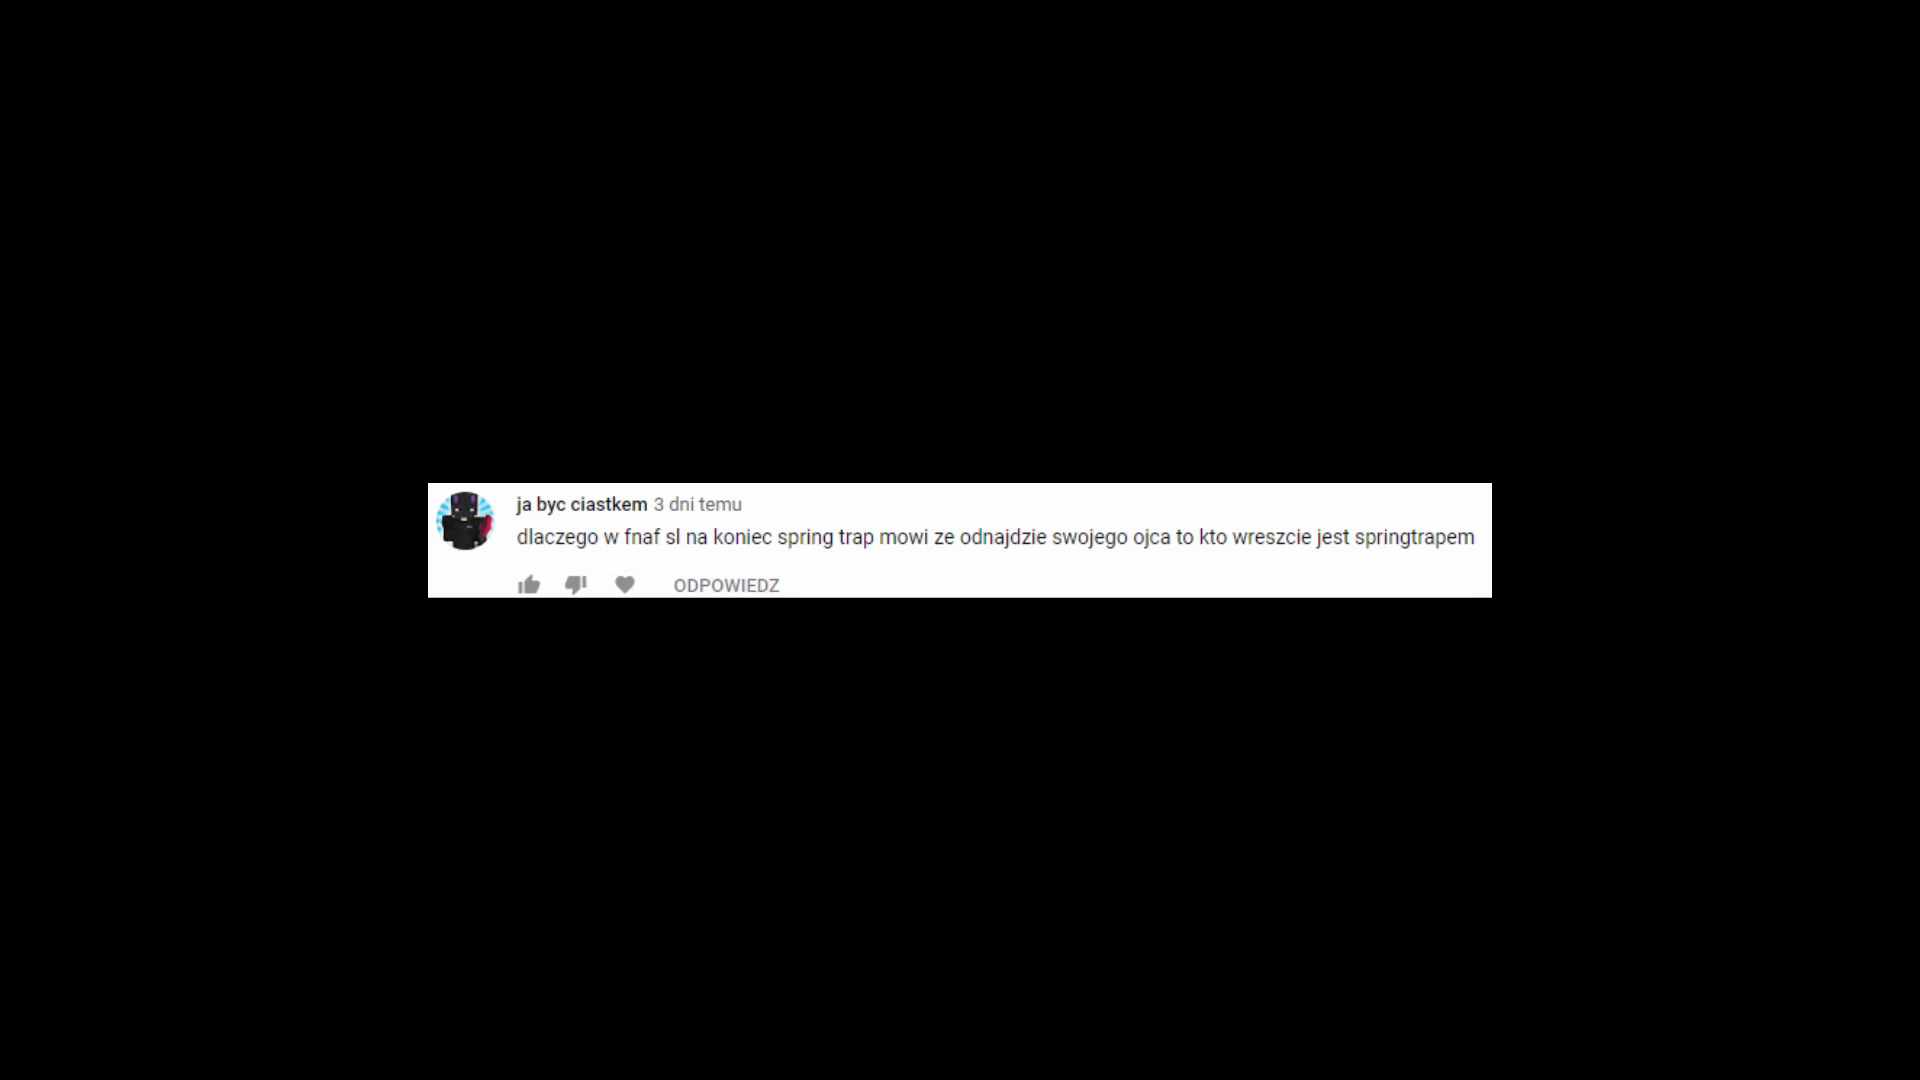 ja byc ciastkem 3 dni temu
dlaczego w fnaf sl na koniec spring trap mowi ze odnajdzie swojego ojca to kto wreszcie jest springtrapem
ODPOWIEDZ